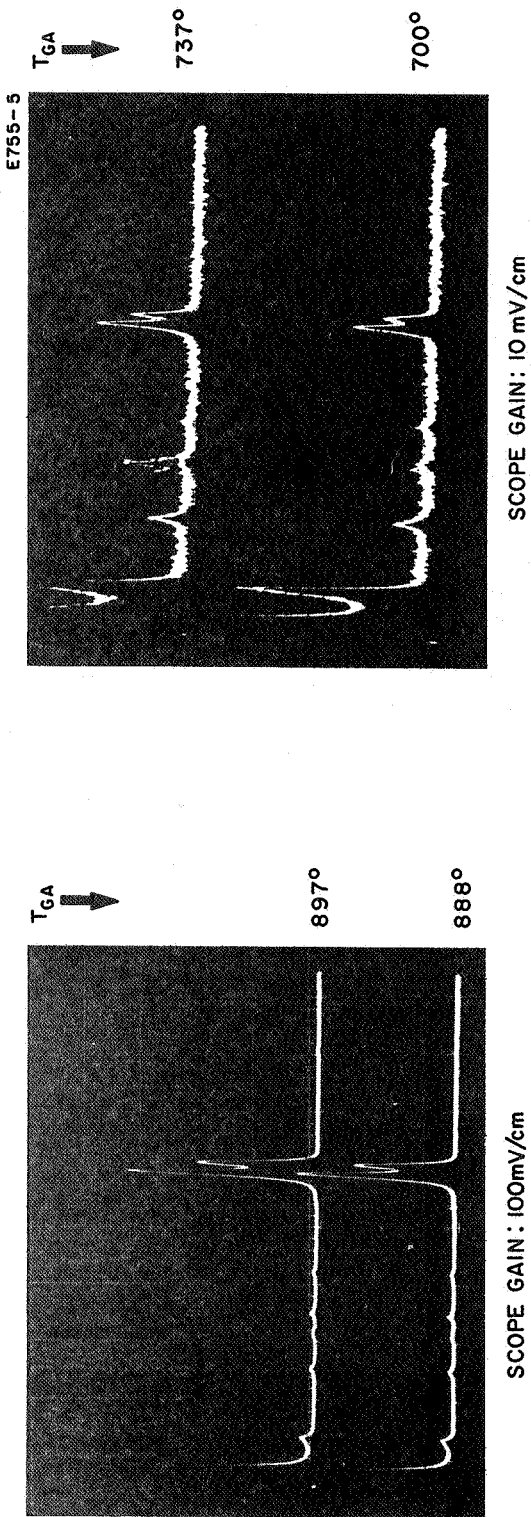 E755-5
T_GA
737°
700°
SCOPE GAIN: 10 mV/cm
T_GA
897°
888°
SCOPE GAIN: 100mV/cm